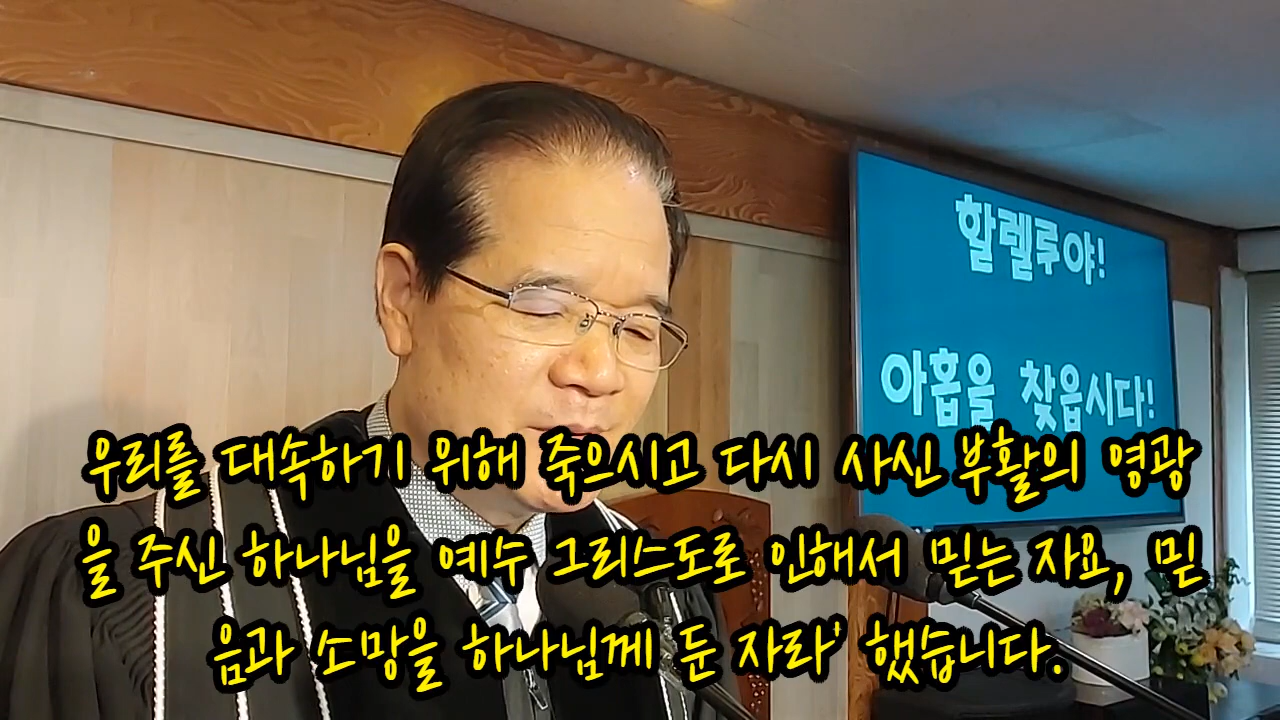 할렐루야!
아홉을 찾읍시다!
우리를 대속하기 위해 죽으시고 다시 사신 부활의 영광
을 주신 하나님을 예수 그리스도로 인해서 믿는 자요, 믿
음과 소망을 하나님께 둔 자라' 했습니다.